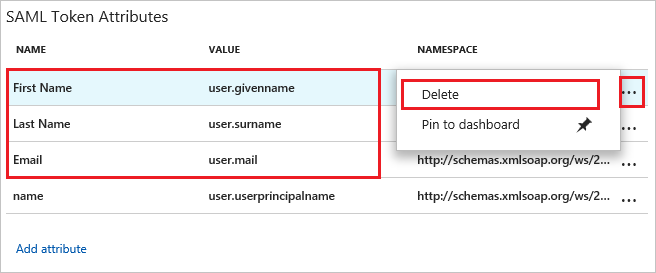 SAML Token Attributes
NAME VALUE NAMESPACE
First Name user.givenname
Delete
Last Name user.surname
Pin to dashboard
Email user.mail http://schemas.xmlsoap.org/ws/2...
name user.userprincipalname http://schemas.xmlsoap.org/ws/2...
Add attribute